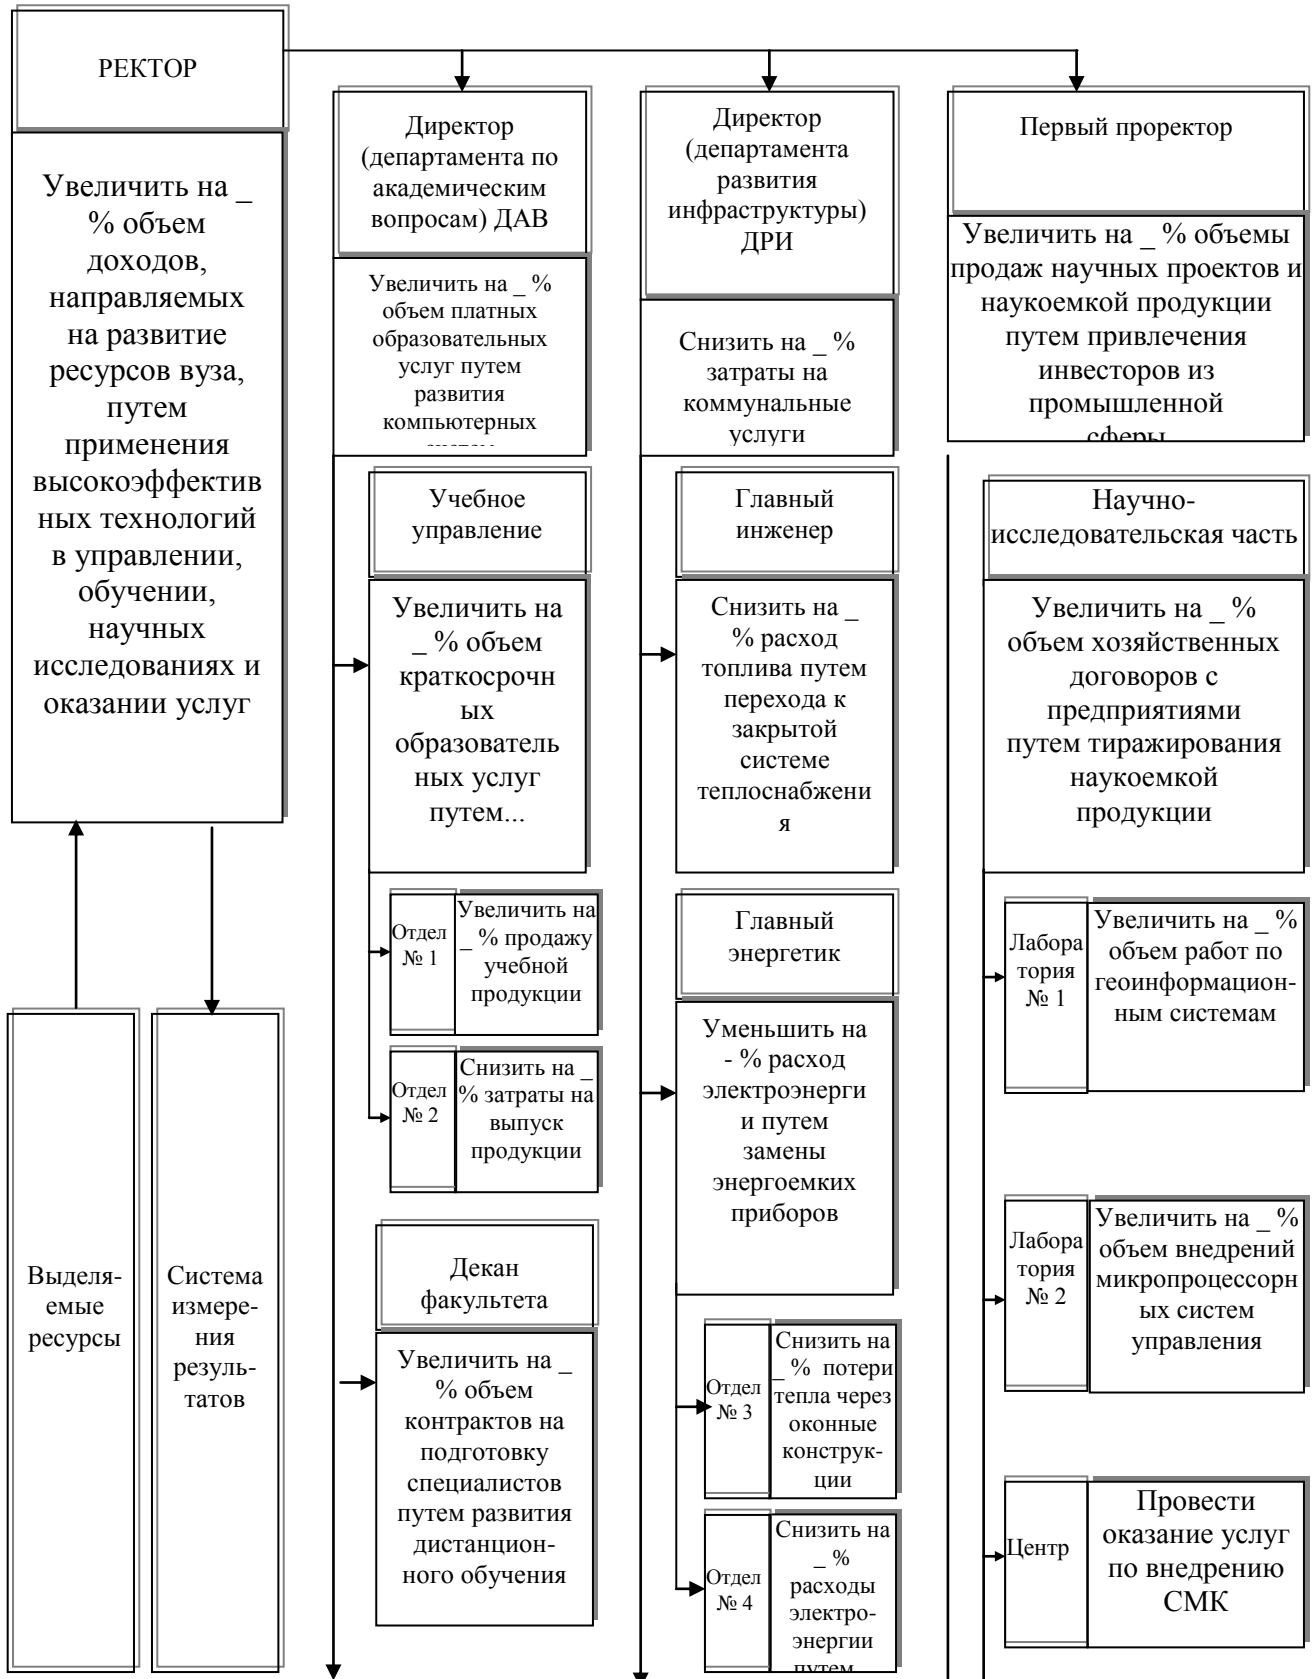 РЕКТОР
Увеличить на _
% объем
доходов,
направляемых
на развитие
ресурсов вуза,
путем
применения
высокоэффектив
ных технологий
в управлении,
обучении,
научных
исследованиях и
оказании услуг
Выделя-
емые
ресурсы
Система
измере-
ния
резуль-
татов
Директор
(департамента по
академическим
вопросам) ДАВ
Увеличить на _ %
объем платных
образовательных
услуг путем
развития
компьютерных
Учебное
управление
Увеличить на
_ % объем
краткосрочн
ых
образователь
ных услуг
путем...
Отдел
№ 1
Увеличить на
_ % продажу
учебной
продукции
Отдел
№ 2
Снизить на _
% затраты на
выпуск
продукции
Декан
факультета
Увеличить на _
% объем
контрактов на
подготовку
специалистов
путем развития
дистанцион-
ного обучения
Директор
(департамента
развития
инфраструктуры)
ДРИ
Снизить на _ %
затраты на
коммунальные
услуги
Главный
инженер
Снизить на _
% расход
топлива путем
перехода к
закрытой
системе
теплоснабжени
я
Главный
энергетик
Уменьшить на
- % расход
электроэнерги
и путем
замены
энергоемких
приборов
Отдел
№ 3
Снизить на
_ % потери
тепла через
оконные
конструк-
ции
Отдел
№ 4
Снизить на
_ %
расходы
электро-
энергии
путем
Первый проректор
Увеличить на _ % объемы
продаж научных проектов и
наукоемкой продукции
путем привлечения
инвесторов из
промышленной
сферы
Научно-
исследовательская часть
Увеличить на _ %
объем хозяйственных
договоров с
предприятиями
путем тиражирования
наукоемкой
продукции
Лабора
тория
№ 1
Увеличить на _ %
объем работ по
геоинформацион-
ным системам
Лабора
тория
№ 2
Увеличить на _ %
объем внедрений
микропроцессорн
ых систем
управления
Центр
Провести
оказание услуг
по внедрению
СМК